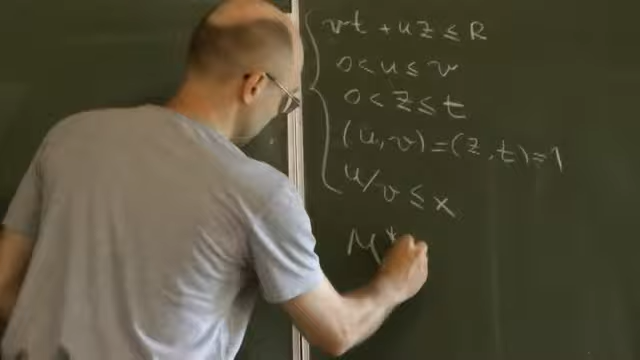 vt + uz ≤ R
0 < u ≤ v
0 < z ≤ t
(u, v) = (z, t) = 1
u/v ≤ x
M*